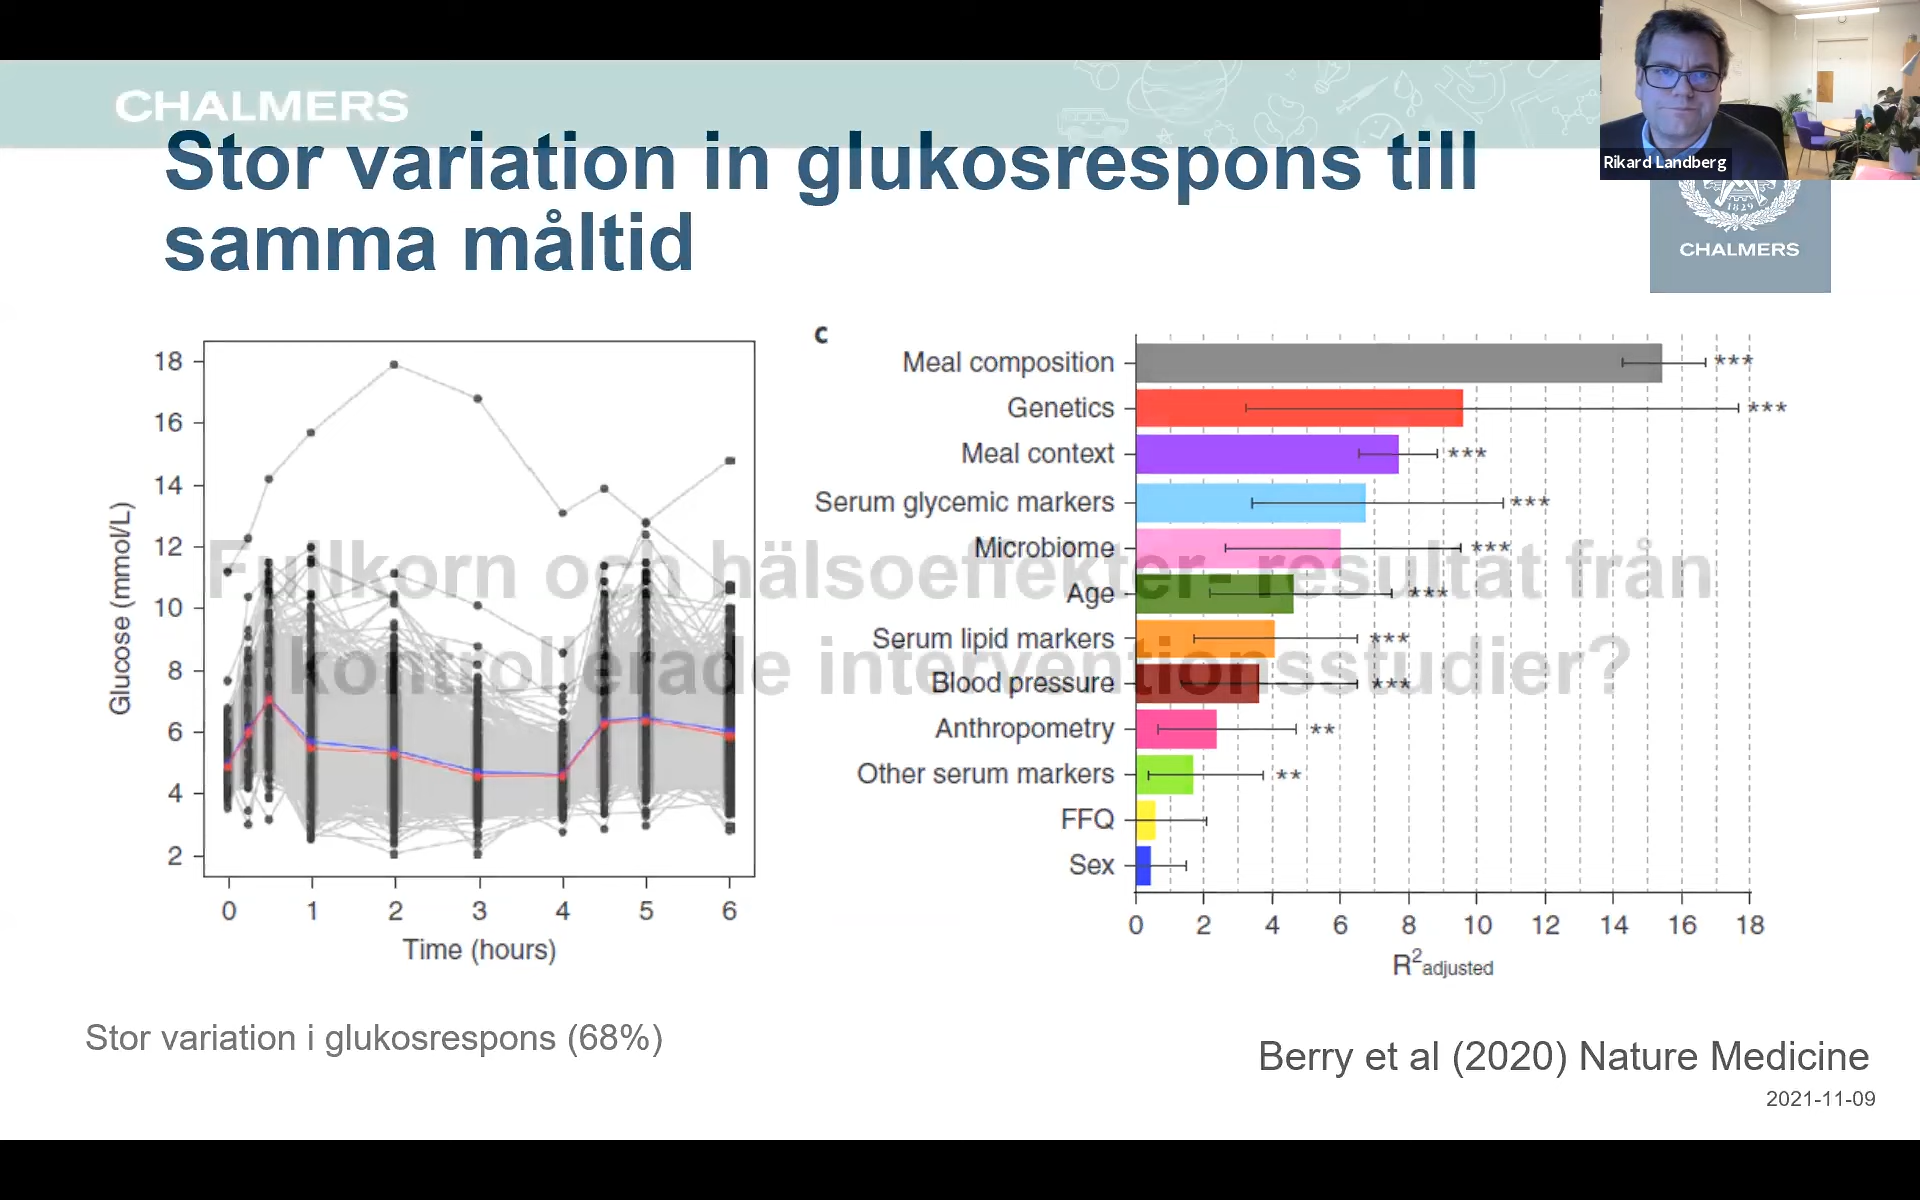 CHALMERS
Stor variation in glukosrespons till
samma måltid
Rikard Landberg
1829
CHALMERS
18
16
14
12
10
8
6
4
2
Glucose (mmol/L)
0 1 2 3 4 5 6
Time (hours)
c
Meal composition ***
Genetics ***
Meal context ***
Serum glycemic markers ***
Microbiome ***
Age ***
Serum lipid markers ***
Blood pressure ***
Anthropometry **
Other serum markers **
FFQ
Sex
0 2 4 6 8 10 12 14 16 18
R²adjusted
Fullkorn och hälsoeffekter- resultat från
kontrollerade interventionsstudier?
Stor variation i glukosrespons (68%)
Berry et al (2020) Nature Medicine
2021-11-09